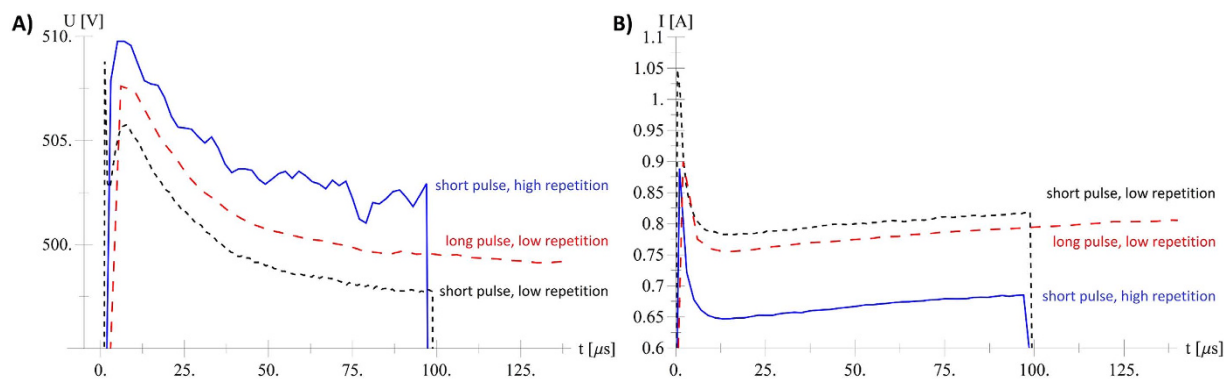 A)
U [V]
510.
505.
500.
0.
25.
50.
75.
100.
125.
t [μs]
short pulse, high repetition
long pulse, low repetition
short pulse, low repetition
B)
I [A]
1.1
1.05
1.
0.95
0.9
0.85
0.8
0.75
0.7
0.65
0.6
0.
25.
50.
75.
100.
125.
t [μs]
short pulse, low repetition
long pulse, low repetition
short pulse, high repetition